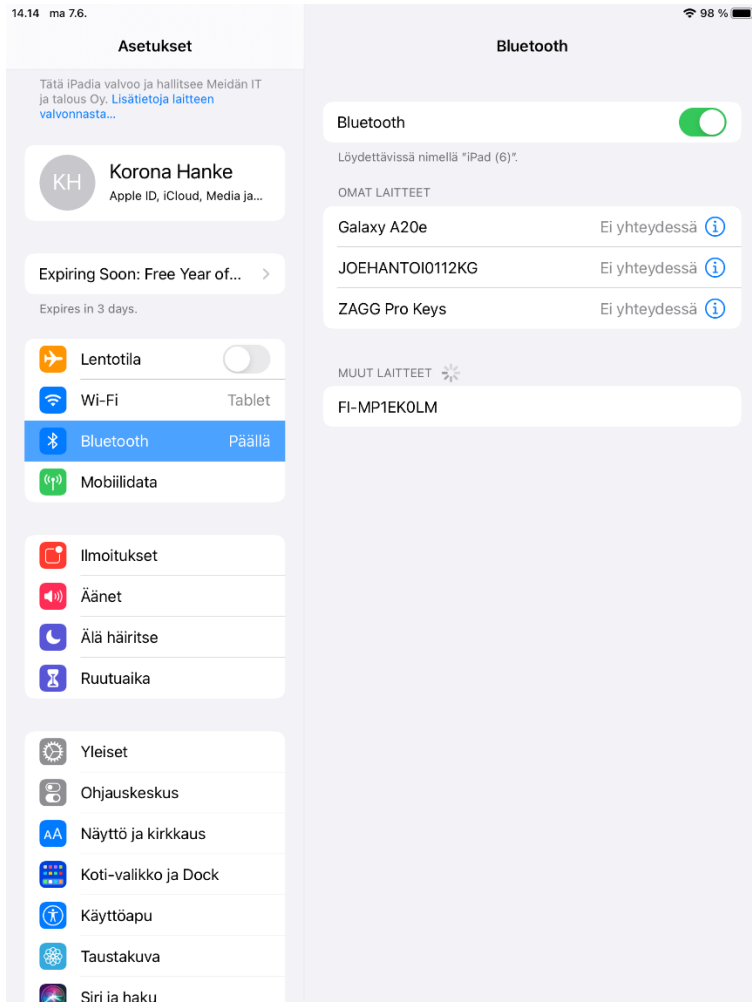 14.14 ma 7.6.
98 %
Asetukset
Tätä iPadia valvoo ja hallitsee Meidän IT
ja talous Oy. Lisätietoja laitteen
valvonnasta...
KH
Korona Hanke
Apple ID, iCloud, Media ja...
Expiring Soon: Free Year of...
Expires in 3 days.
Lentotila
Wi-Fi Tablet
Bluetooth Päällä
Mobiilidata
Ilmoitukset
Äänet
Älä häiritse
Ruutuaika
Yleiset
Ohjauskeskus
AA Näyttö ja kirkkaus
Koti-valikko ja Dock
Käyttöapu
Taustakuva
Siri ja haku
Bluetooth
Bluetooth
Löydettävissä nimellä "iPad (6)".
OMAT LAITTEET
Galaxy A20e Ei yhteydessä
JOEHANTOI0112KG Ei yhteydessä
ZAGG Pro Keys Ei yhteydessä
MUUT LAITTEET
FI-MP1EK0LM